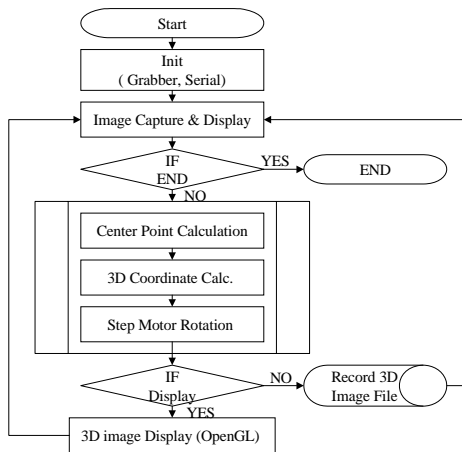 Start
Init
( Grabber, Serial)
Image Capture & Display
IF
END
YES
END
NO
Center Point Calculation
3D Coordinate Calc.
Step Motor Rotation
IF
Display
NO
Record 3D
Image File
YES
3D image Display (OpenGL)